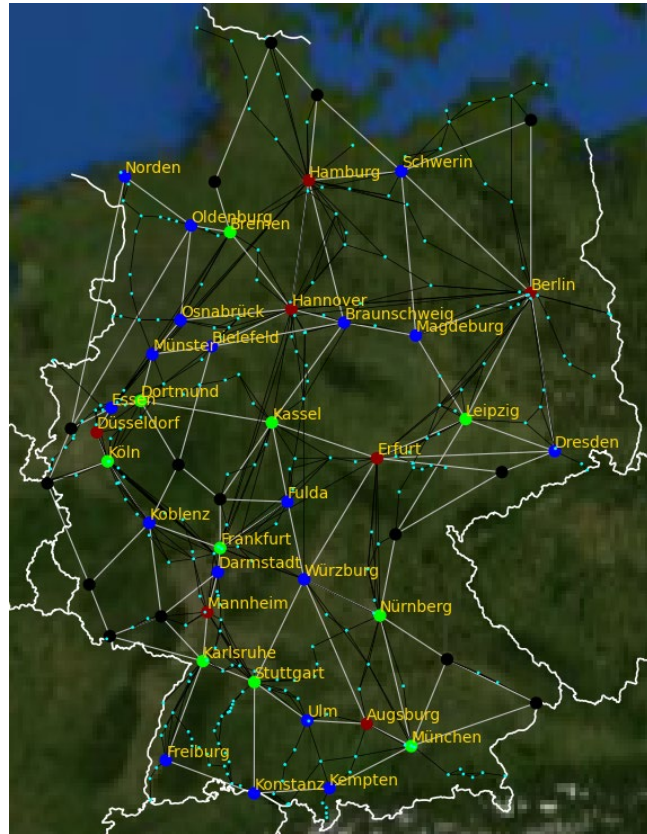 Norden
Schwerin
Hamburg
Oldenburg
Bremen
Berlin
Hannover
Osnabrück
Braunschweig
Bielefeld
Magdeburg
Münster
Dortmund
Essen
Leipzig
Kassel
Düsseldorf
Köln
Erfurt
Dresden
Fulda
Koblenz
Frankfurt
Darmstadt
Würzburg
Mannheim
Nürnberg
Karlsruhe
Stuttgart
Ulm
Augsburg
München
Freiburg
Konstanz
Kempten